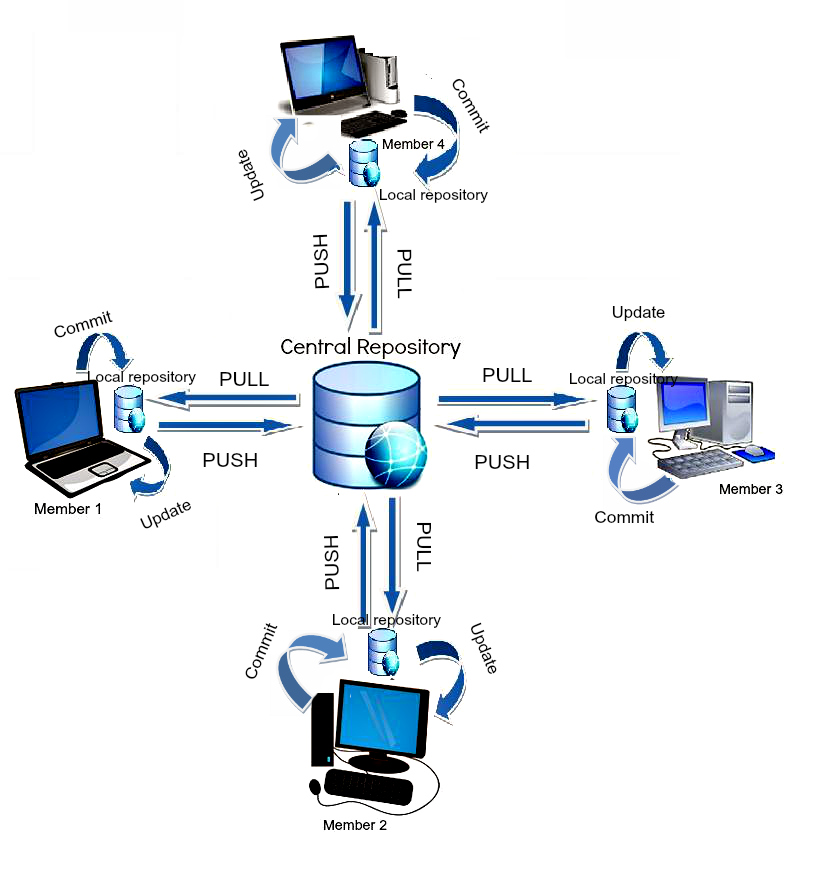 Commit
Member 4
Update
Local repository
PUSH
PULL
Central Repository
Commit
Local repository
PULL
PUSH
Update
Member 1
Update
Local repository
PULL
PUSH
Commit
Member 3
PUSH
PULL
Local repository
Commit
Update
Member 2